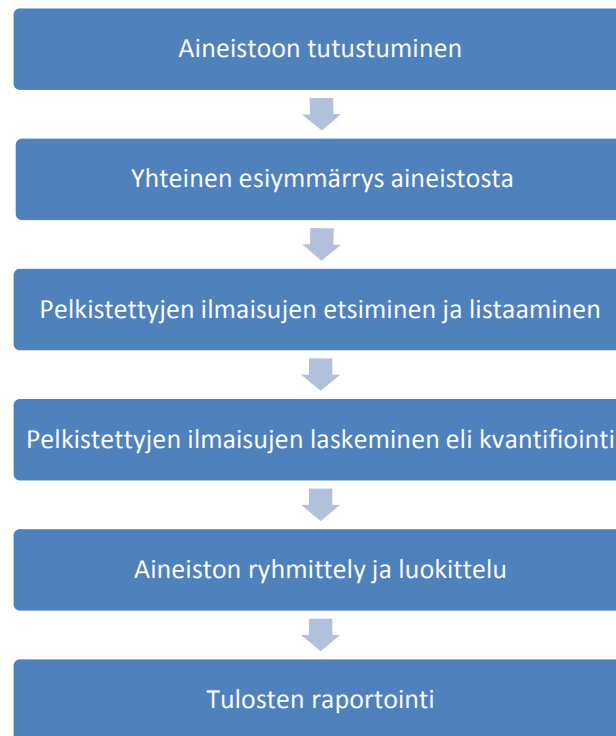 Aineistoon tutustuminen
Yhteinen esiymmärrys aineistosta
Pelkistettyjen ilmaisujen etsiminen ja listaaminen
Pelkistettyjen ilmaisujen laskeminen eli kvantifiointi
Aineiston ryhmittely ja luokittelu
Tulosten raportointi